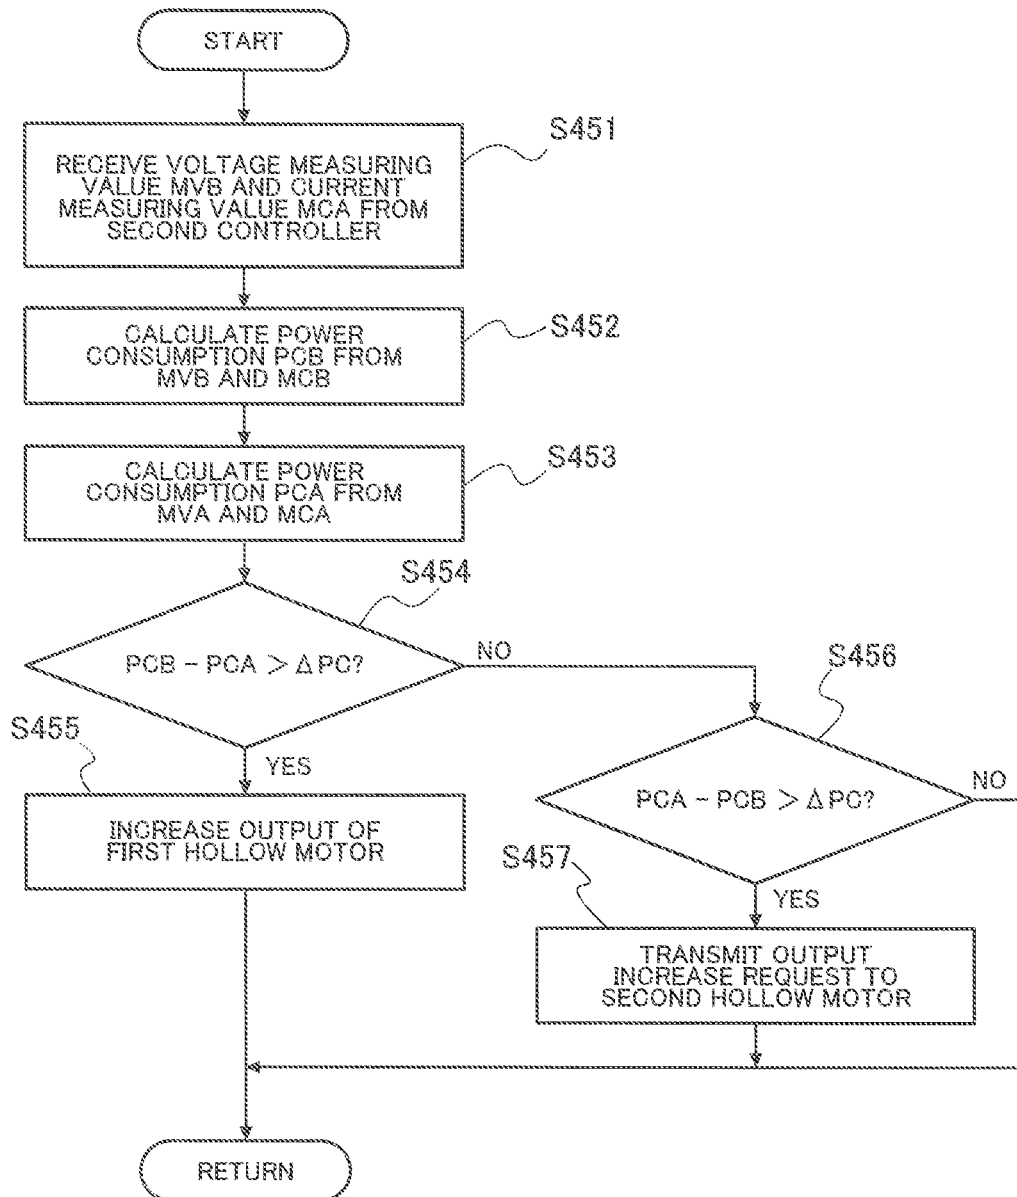 START
S451
RECEIVE VOLTAGE MEASURING
VALUE MVB AND CURRENT
MEASURING VALUE MCA FROM
SECOND CONTROLLER
S452
CALCULATE POWER
CONSUMPTION PCB FROM
MVB AND MCB
S453
CALCULATE POWER
CONSUMPTION PCA FROM
MVA AND MCA
S454
PCB - PCA > Δ PC?
NO
S456
S455
YES
PCA - PCB > Δ PC?
NO
INCREASE OUTPUT OF
FIRST HOLLOW MOTOR
S457
YES
TRANSMIT OUTPUT
INCREASE REQUEST TO
SECOND HOLLOW MOTOR
RETURN